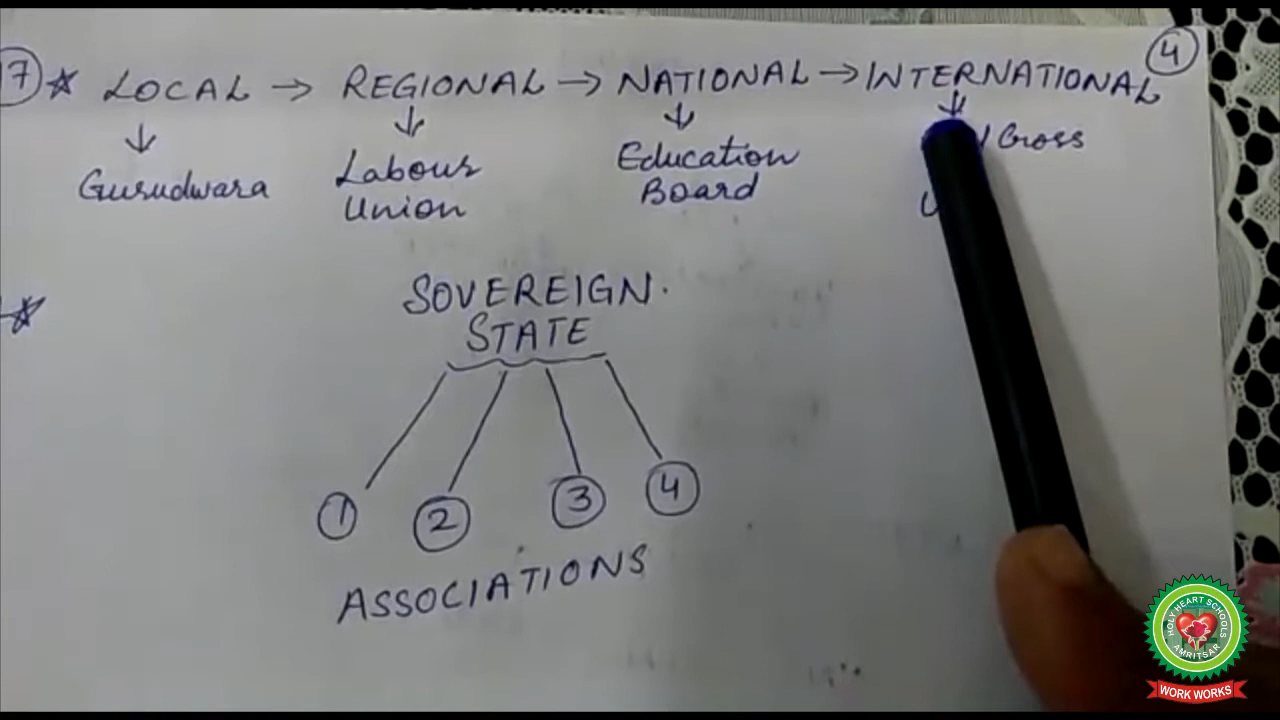 4
7 ☆ LOCAL → REGIONAL → NATIONAL → INTERNATIONAL
↓ ↓ ↓ ↓
Gurudwara
Labour
Union
Education
Board
Cross
SOVEREIGN.
STATE
1 2 3 4
ASSOCIATIONS
HOLY HEART SCHOOLS
AMRITSAR
WORK WORKS